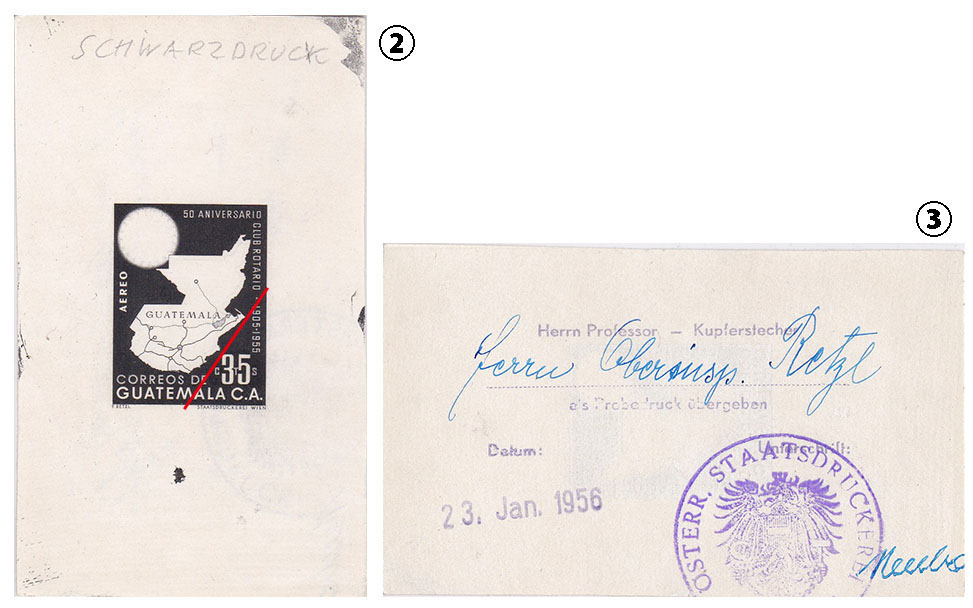 SCHWARZDRUCK
②
50 ANIVERSARIO
CLUB ROTARIO • 1905-1955
AEREO
GUATEMALA
35
CTS
CORREOS DE
GUATEMALA C.A.
F. RETZL STAATSDRUCKEREI WIEN
③
Herrn Professor — Kupferstecher
Herrn Oberinsp. Retzl
als Probedruck übergeben
Datum: Unterschrift:
23. Jan. 1956
ÖSTERR. STAATSDRUCKEREI